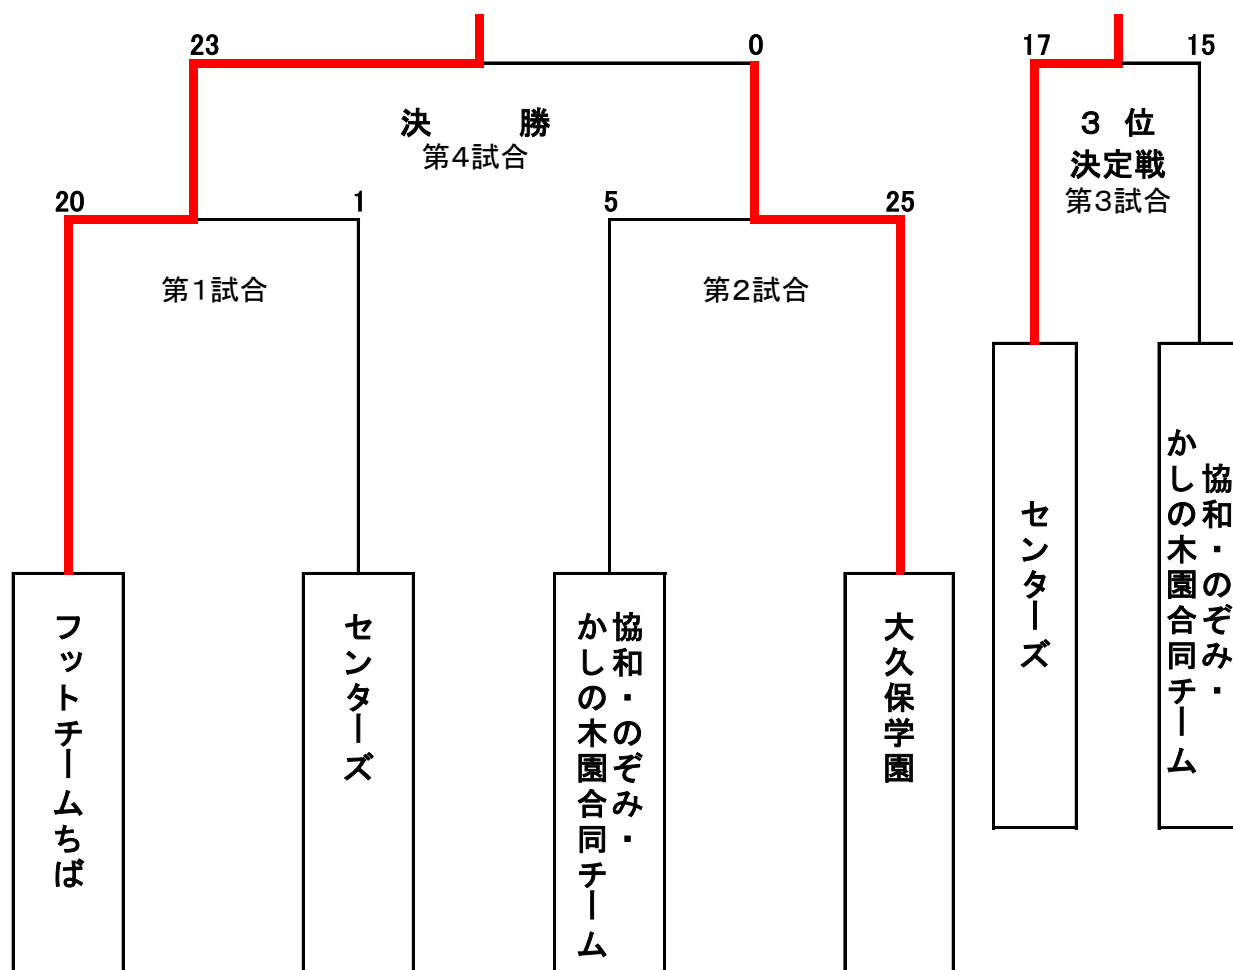 23
0
17
15
決勝
第4試合
3位
決定戦
第3試合
20
1
5
25
第1試合
第2試合
フットチームちば
センターズ
協和・のぞみ・
かしの木園合同チーム
大久保学園
センターズ
協和・のぞみ・
かしの木園合同チーム